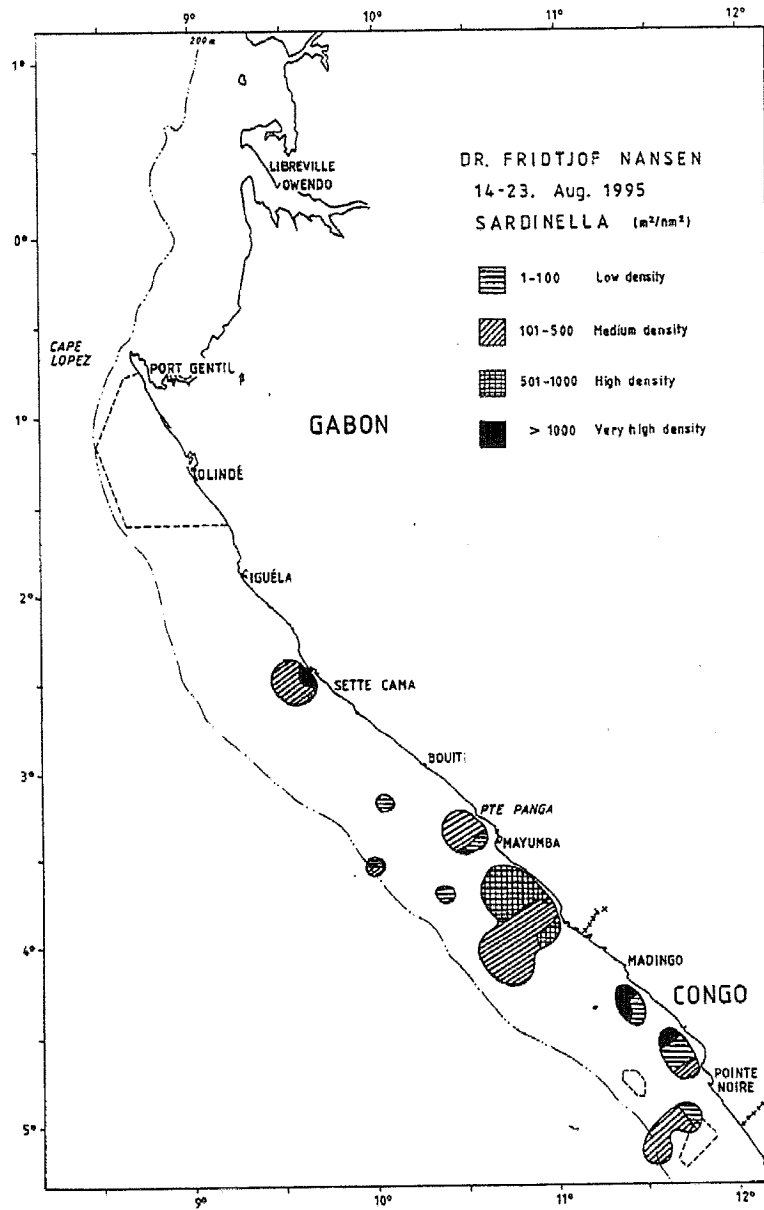 9°
10°
11°
12°
200m
1°
LIBREVILLE
OWENDO
DR. FRIDTJOF NANSEN
14-23. Aug. 1995
SARDINELLA (m²/nm²)
0°
1-100 Low density
101-500 Medium density
501-1000 High density
> 1000 Very high density
CAPE
LOPEZ
PORT GENTIL
GABON
1°
OLINDÉ
IGUÉLA
2°
SETTE CAMA
BOUITI
3°
PTE PANGA
MAYUMBA
4°
MADINGO
CONGO
POINTE
NOIRE
5°
9°
10°
11°
12°